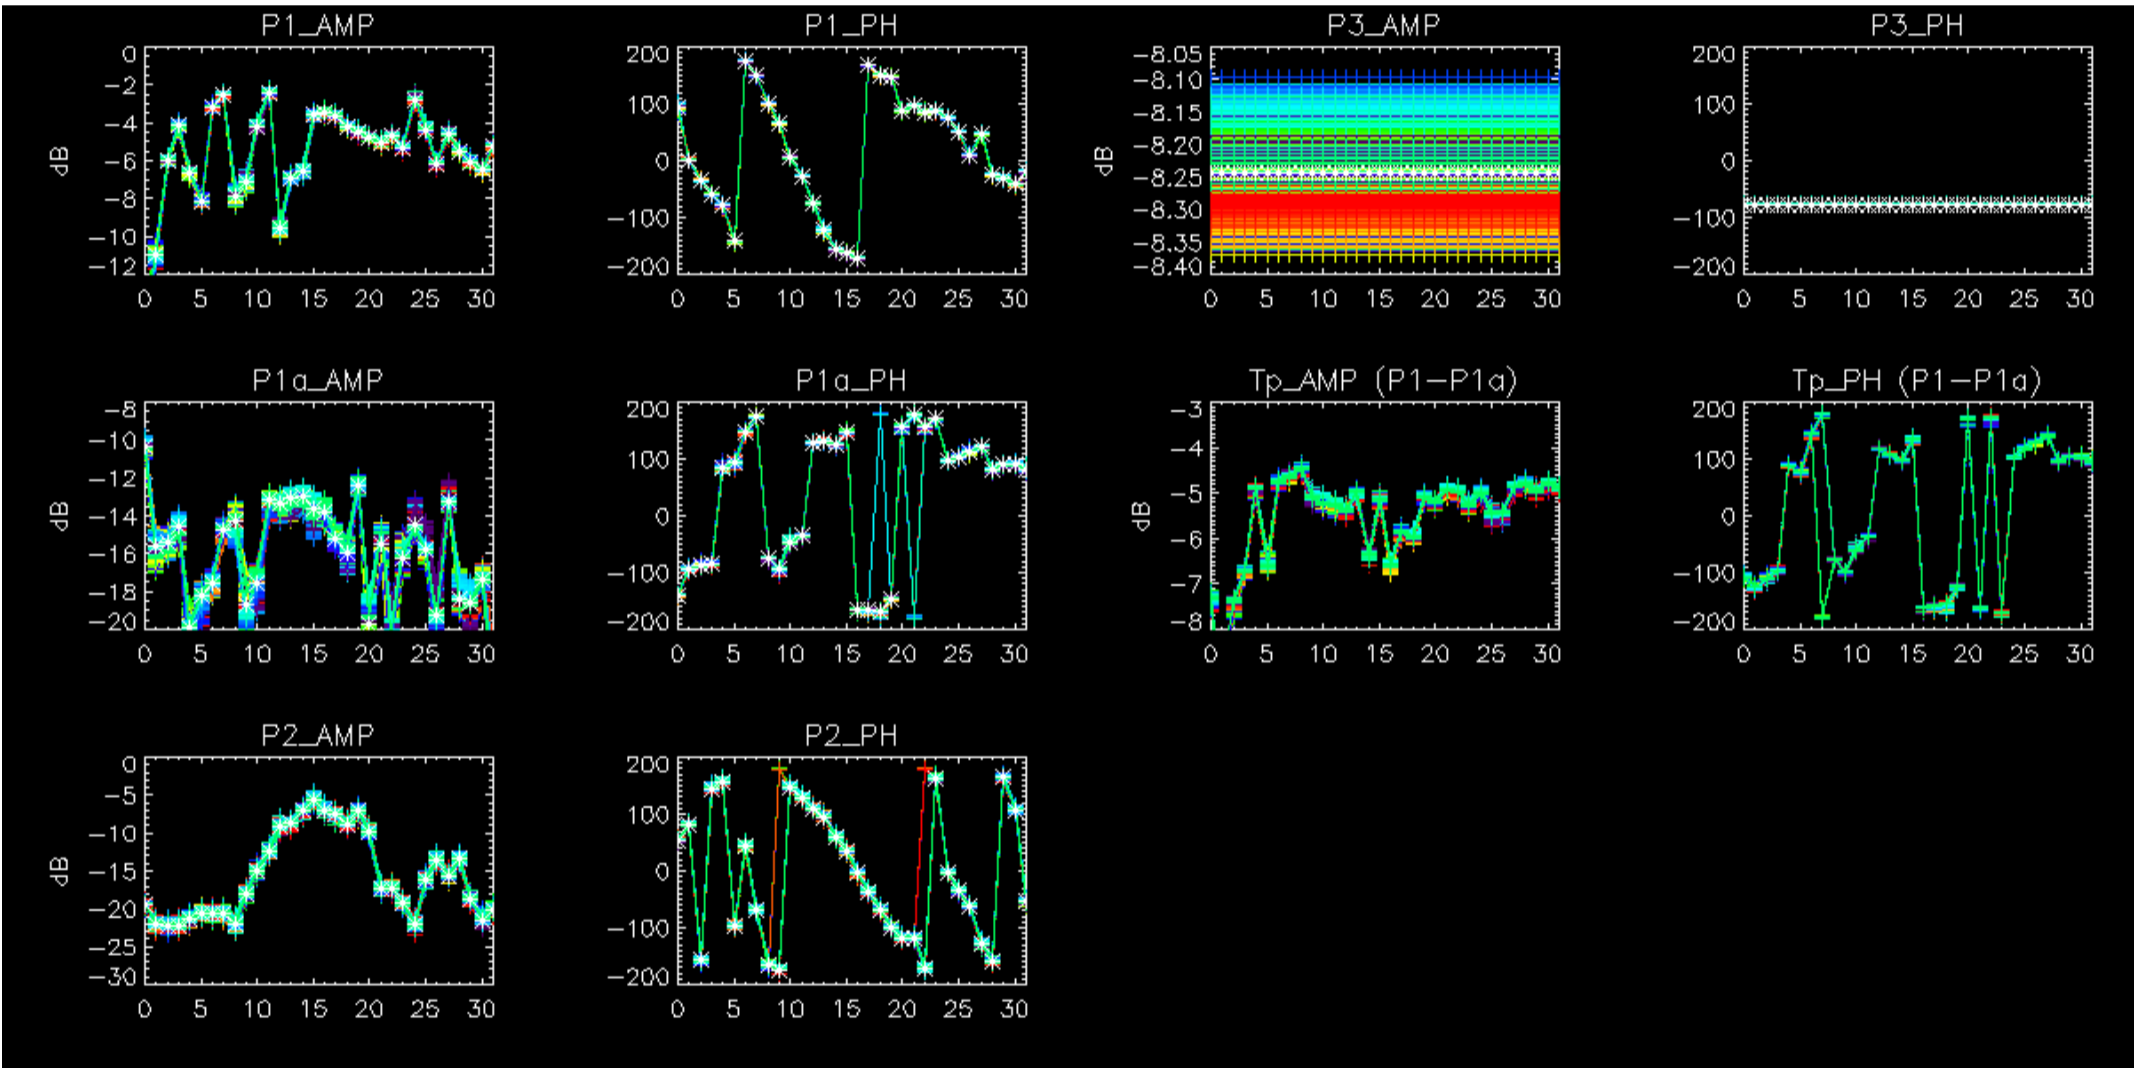 P1_AMP
P1_PH
P3_AMP
P3_PH
0
−2
−4
−6
−8
−10
−12
dB
0 5 10 15 20 25 30
200
100
0
−100
−200
0 5 10 15 20 25 30
−8.05
−8.10
−8.15
−8.20
−8.25
−8.30
−8.35
−8.40
dB
0 5 10 15 20 25 30
200
100
0
−100
−200
0 5 10 15 20 25 30
P1a_AMP
P1a_PH
Tp_AMP (P1−P1a)
Tp_PH (P1−P1a)
−8
−10
−12
−14
−16
−18
−20
dB
0 5 10 15 20 25 30
200
100
0
−100
−200
0 5 10 15 20 25 30
−3
−4
−5
−6
−7
−8
dB
0 5 10 15 20 25 30
200
100
0
−100
−200
0 5 10 15 20 25 30
P2_AMP
P2_PH
0
−5
−10
−15
−20
−25
−30
dB
0 5 10 15 20 25 30
200
100
0
−100
−200
0 5 10 15 20 25 30